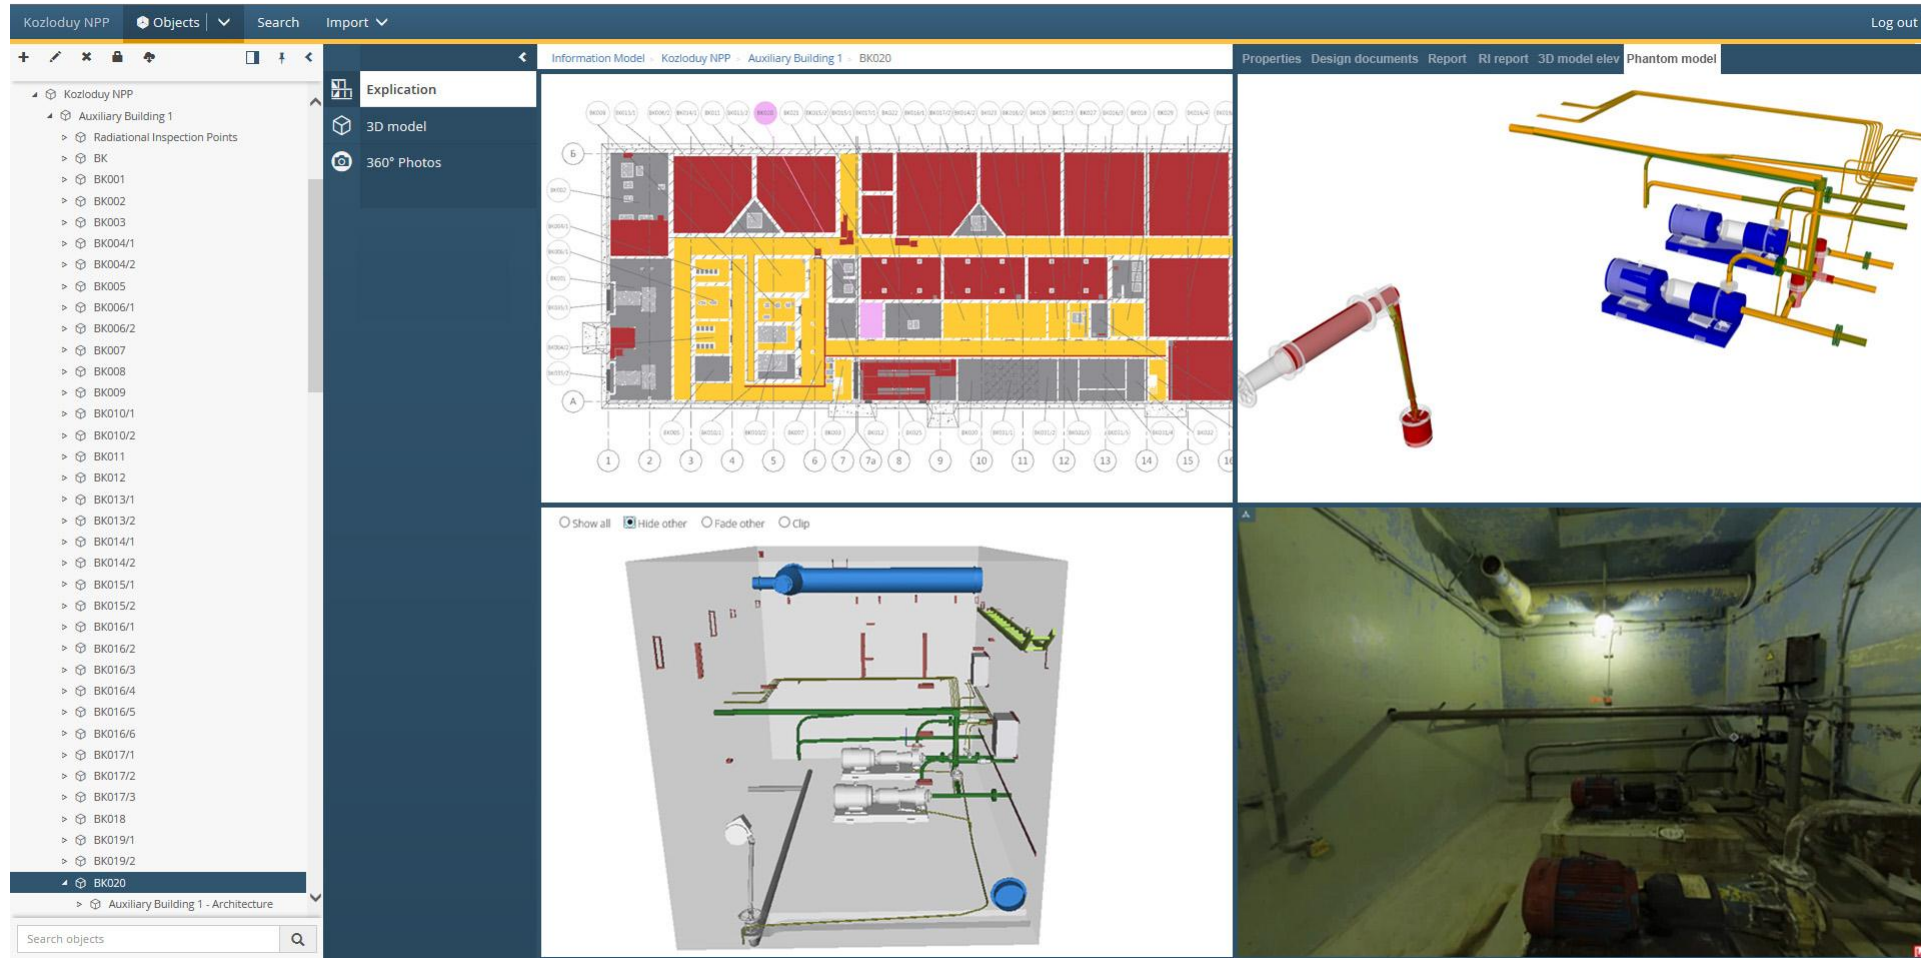 Kozloduy NPP
Objects
Search
Import
Log out
Kozloduy NPP
Auxiliary Building 1
Radiational Inspection Points
BK
BK001
BK002
BK003
BK004/1
BK004/2
BK005
BK006/1
BK006/2
BK007
BK008
BK009
BK010/1
BK010/2
BK011
BK012
BK013/1
BK013/2
BK014/1
BK014/2
BK015/1
BK015/2
BK016/1
BK016/2
BK016/3
BK016/4
BK016/5
BK016/6
BK017/1
BK017/2
BK017/3
BK018
BK019/1
BK019/2
BK020
Auxiliary Building 1 - Architecture
Search objects
Explication
3D model
360° Photos
Information Model
Kozloduy NPP
Auxiliary Building 1
BK020
Б
А
1 2 3 4 5 6 7 7a 8 9 10 11 12 13 14 15 16
Show all Hide other Fade other Clip
Properties Design documents Report RI report 3D model elev Phantom model